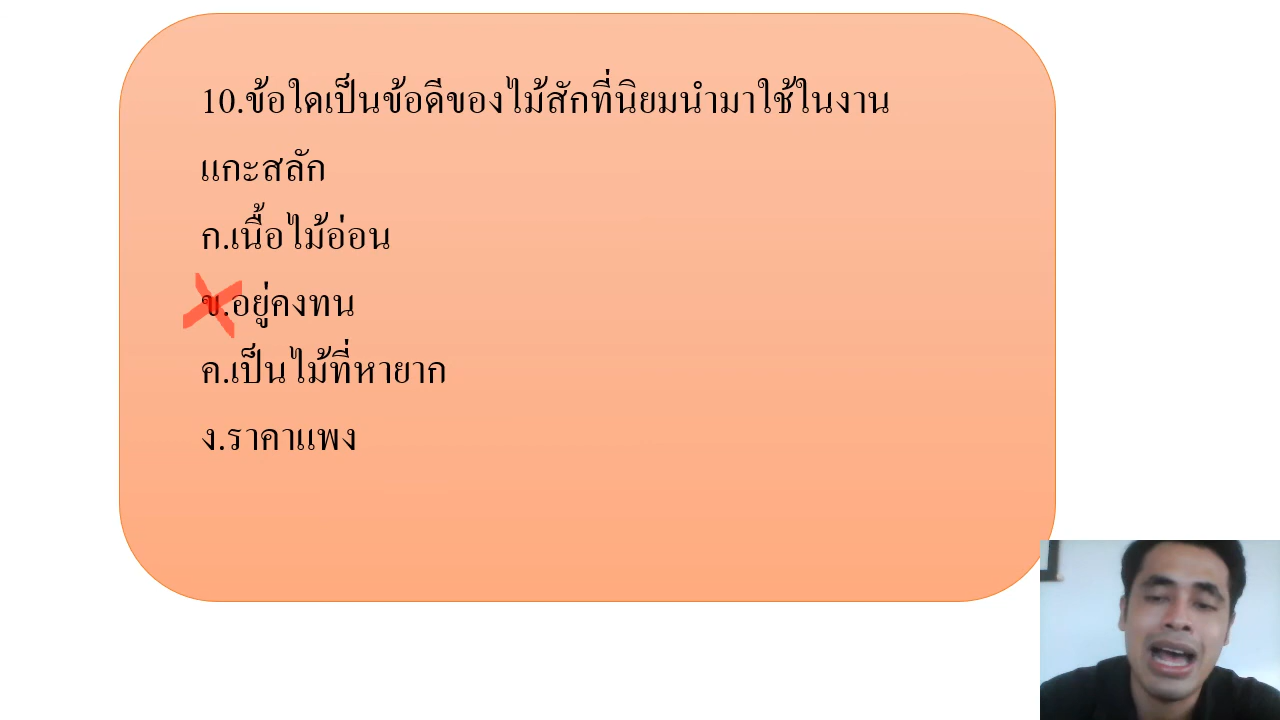 10.ข้อใดเป็นข้อดีของไม้สักที่นิยมนำมาใช้ในงาน
แกะสลัก
ก.เนื้อไม้อ่อน
ข.อยู่คงทน
ค.เป็นไม้ที่หายาก
ง.ราคาแพง